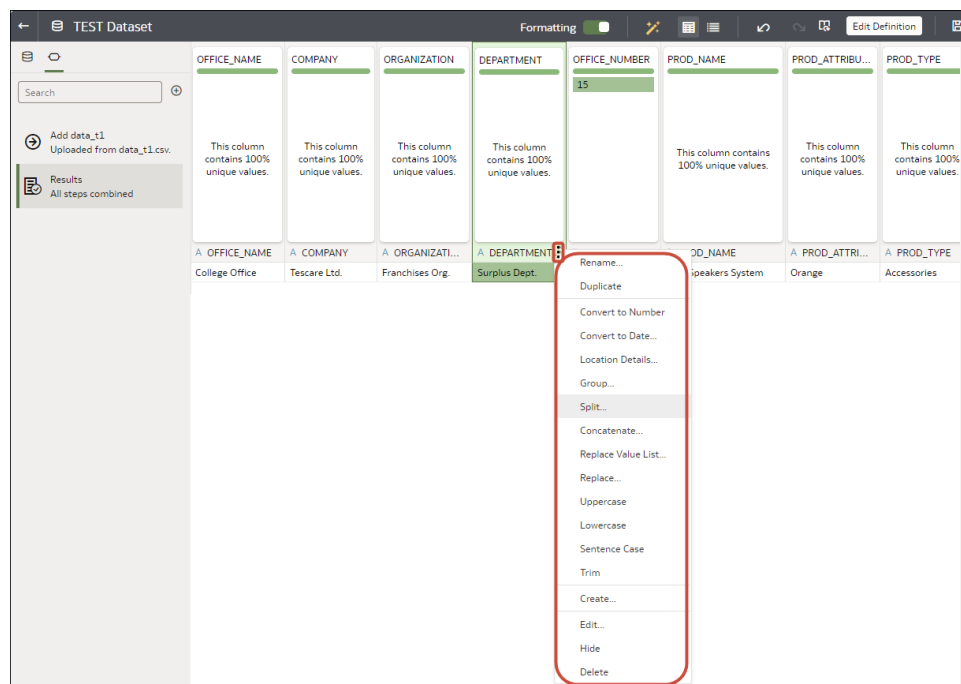 TEST Dataset
Formatting
Edit Definition
Search
Add data_t1
Uploaded from data_t1.csv.
Results
All steps combined
OFFICE_NAME
This column
contains 100%
unique values.
A OFFICE_NAME
College Office
COMPANY
This column
contains 100%
unique values.
A COMPANY
Tescare Ltd.
ORGANIZATION
This column
contains 100%
unique values.
A ORGANIZATI...
Franchises Org.
DEPARTMENT
This column
contains 100%
unique values.
A DEPARTMENT
Surplus Dept.
OFFICE_NUMBER
15
PROD_NAME
This column contains
100% unique values.
OD_NAME
Speakers System
PROD_ATTRIBU...
This column
contains 100%
unique values.
A PROD_ATTRI...
Orange
PROD_TYPE
This column
contains 100%
unique values.
A PROD_TYPE
Accessories
Rename...
Duplicate
Convert to Number
Convert to Date...
Location Details...
Group...
Split...
Concatenate...
Replace Value List...
Replace...
Uppercase
Lowercase
Sentence Case
Trim
Create...
Edit...
Hide
Delete